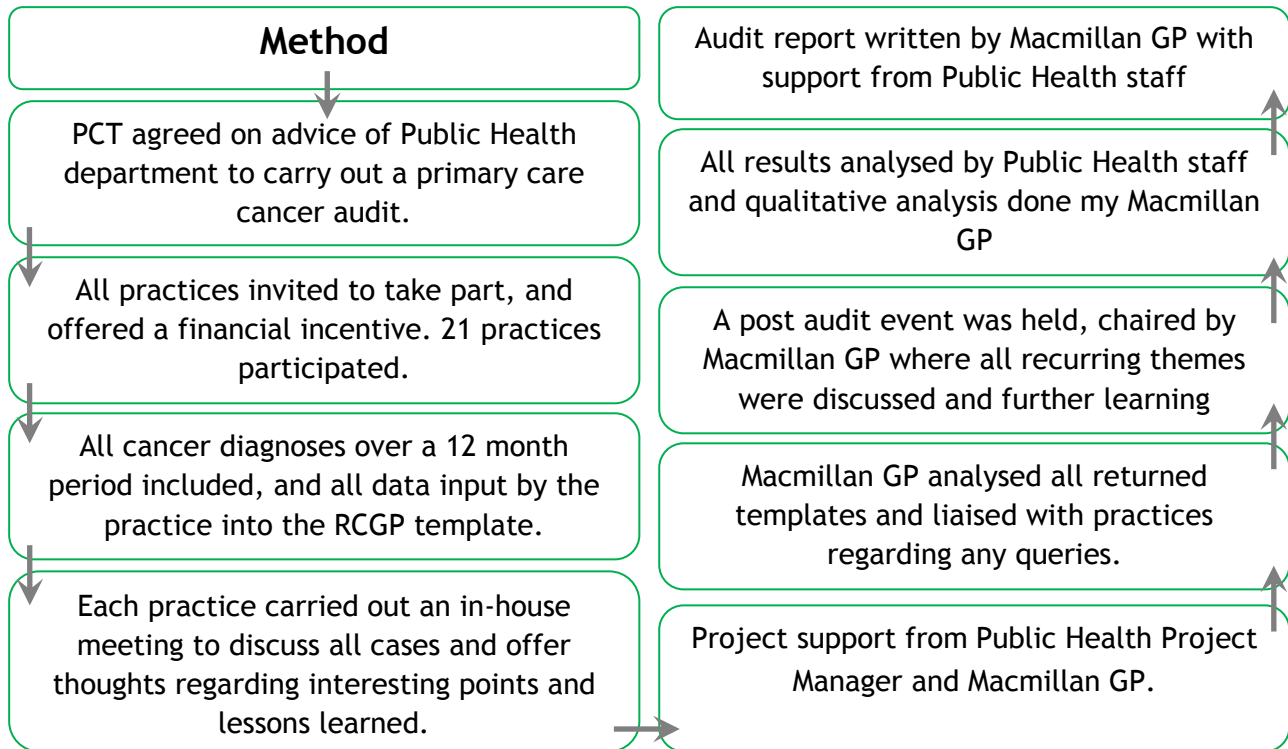 Method
PCT agreed on advice of Public Health
department to carry out a primary care
cancer audit.
All practices invited to take part, and
offered a financial incentive. 21 practices
participated.
All cancer diagnoses over a 12 month
period included, and all data input by the
practice into the RCGP template.
Each practice carried out an in-house
meeting to discuss all cases and offer
thoughts regarding interesting points and
lessons learned.
Project support from Public Health Project
Manager and Macmillan GP.
Macmillan GP analysed all returned
templates and liaised with practices
regarding any queries.
A post audit event was held, chaired by
Macmillan GP where all recurring themes
were discussed and further learning
All results analysed by Public Health staff
and qualitative analysis done my Macmillan
GP
Audit report written by Macmillan GP with
support from Public Health staff